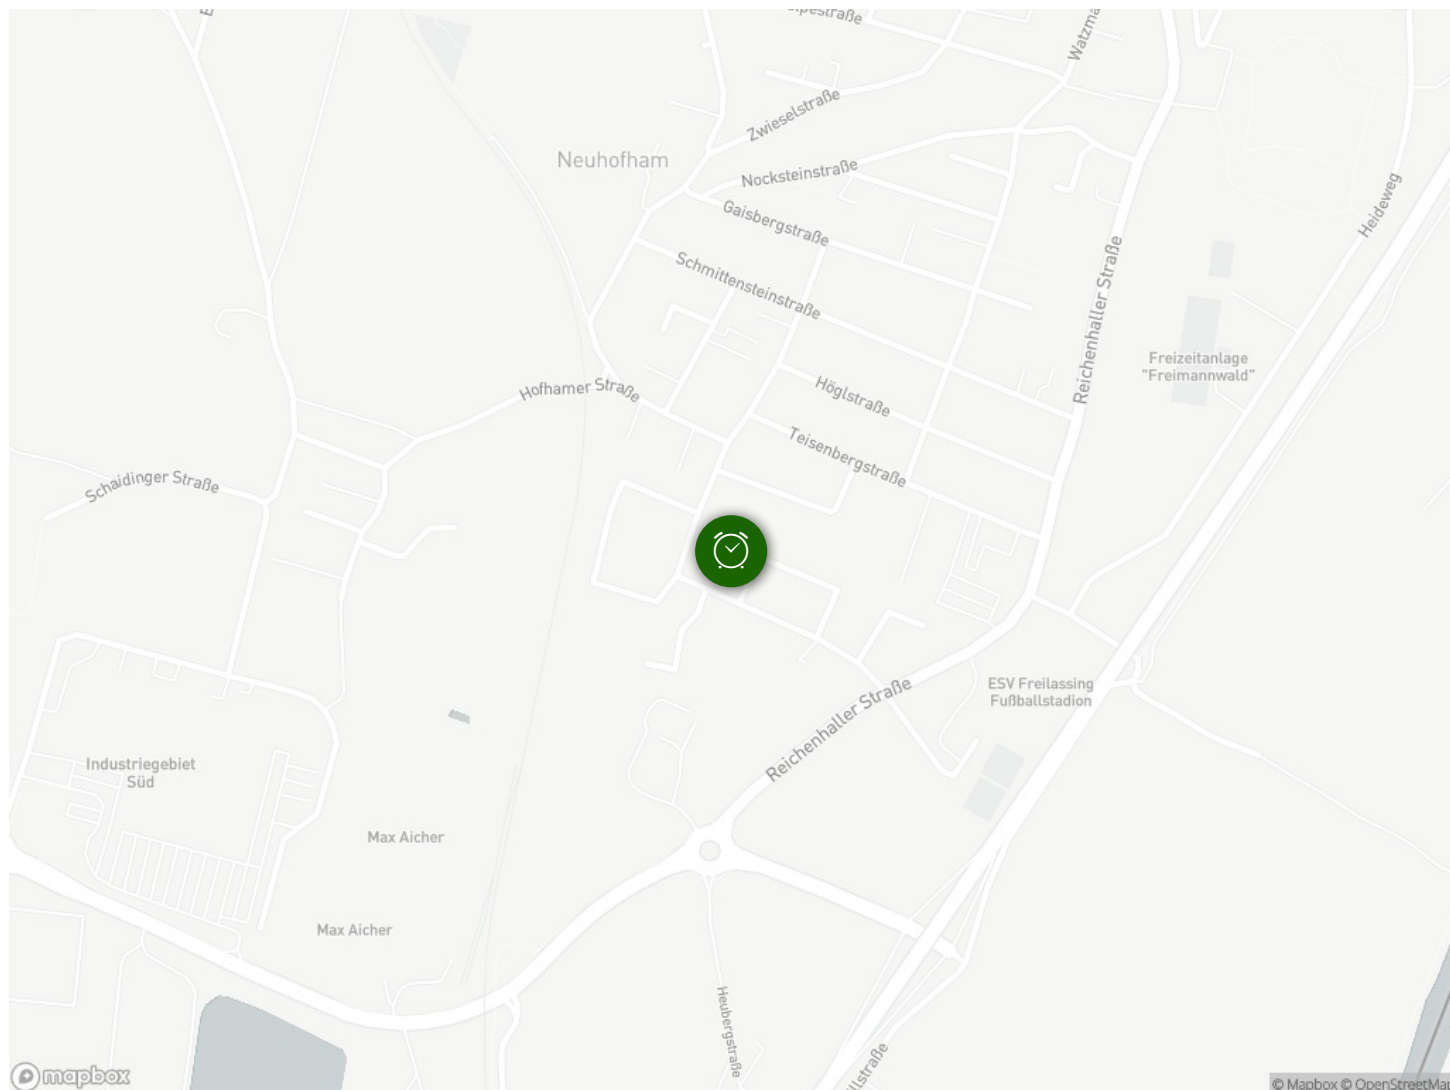 Zwieselstraße
Neuhofham
Nocksteinstraße
Gaisbergstraße
Heideweg
Schmittensteinstraße
Reichenhaller Straße
Freizeitanlage
"Freimannwald"
Hofhamer Straße
Höglstraße
Teisenbergstraße
Schaidinger Straße
ESV Freilassing
Fußballstadion
Reichenhaller Straße
Industriegebiet
Süd
Max Aicher
Max Aicher
Heubergstraße
mapbox
© Mapbox © OpenStreetMap